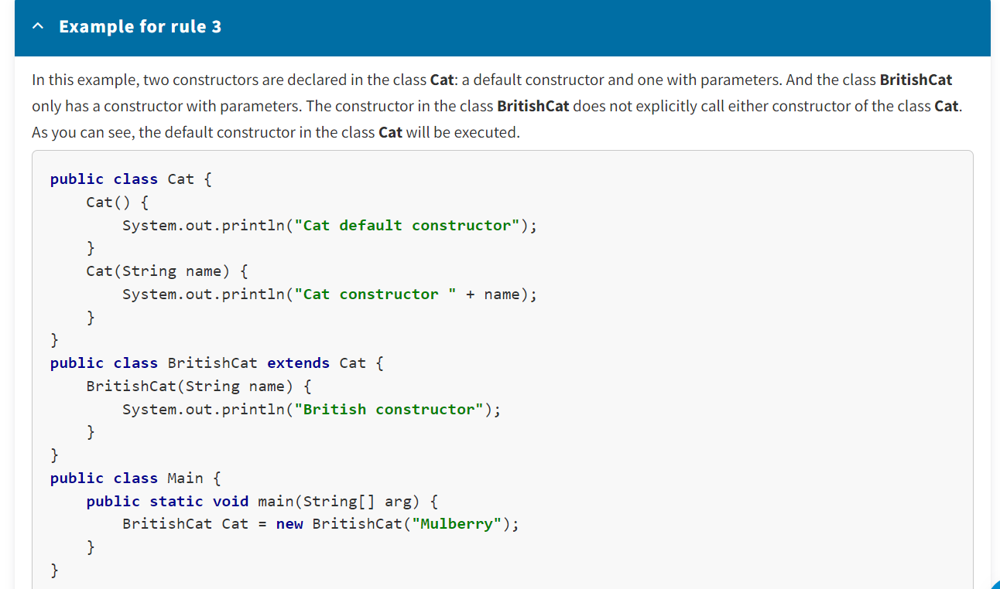 Example for rule 3
In this example, two constructors are declared in the class Cat: a default constructor and one with parameters. And the class BritishCat
only has a constructor with parameters. The constructor in the class BritishCat does not explicitly call either constructor of the class Cat.
As you can see, the default constructor in the class Cat will be executed.
public class Cat {
    Cat() {
        System.out.println("Cat default constructor");
    }
    Cat(String name) {
        System.out.println("Cat constructor " + name);
    }
}
public class BritishCat extends Cat {
    BritishCat(String name) {
        System.out.println("British constructor");
    }
}
public class Main {
    public static void main(String[] arg) {
        BritishCat Cat = new BritishCat("Mulberry");
    }
}